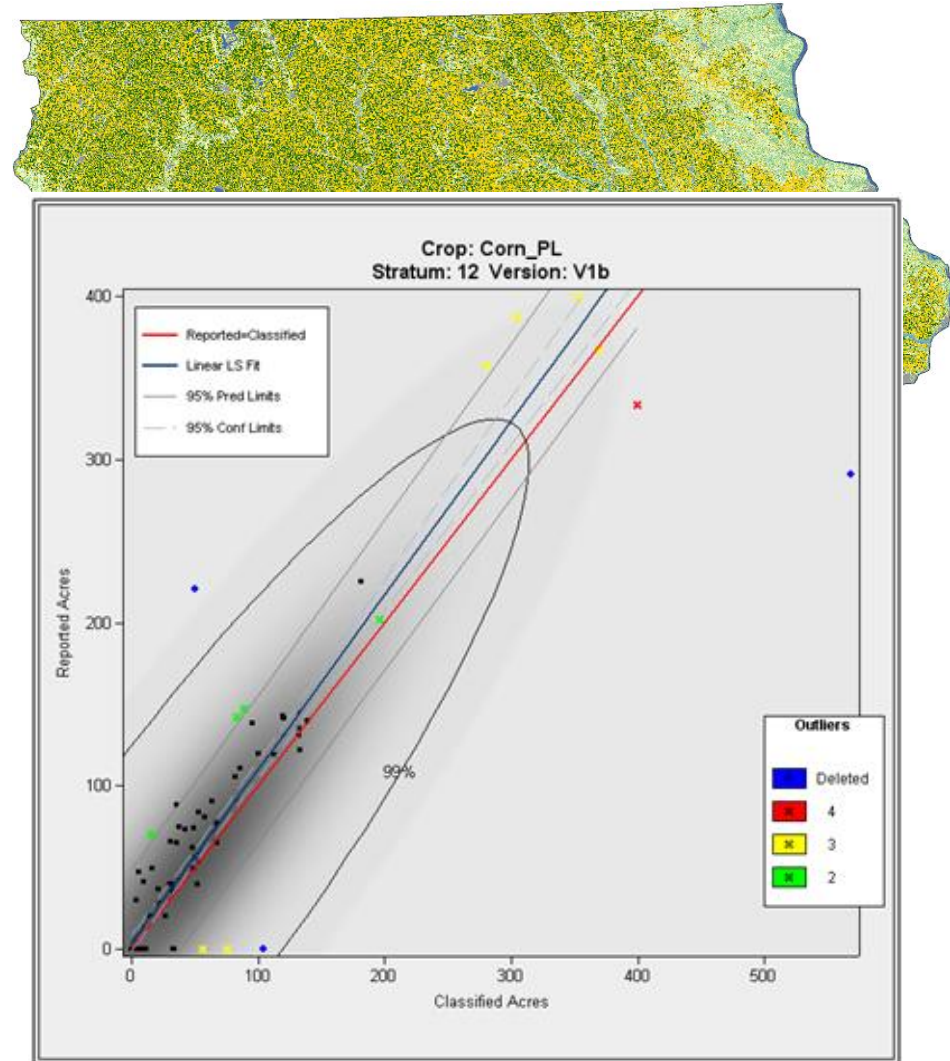 Crop: Corn_PL
Stratum: 12 Version: V1b
400
300
200
100
0
Reported Acres
Reported=Classified
Linear LS Fit
95% Pred Limits
95% Conf Limits
99%
Outliers
Deleted
4
3
2
0 100 200 300 400 500
Classified Acres